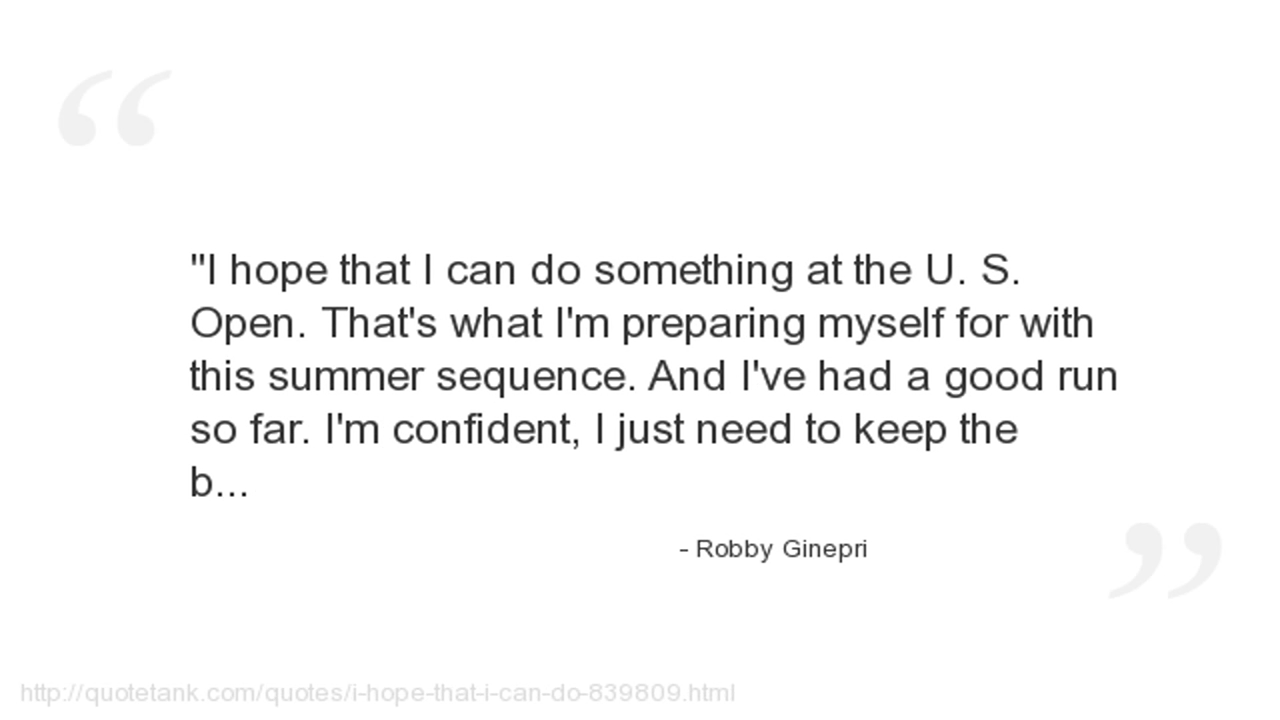 "I hope that I can do something at the U. S.
Open. That's what I'm preparing myself for with
this summer sequence. And I've had a good run
so far. I'm confident, I just need to keep the
b...
- Robby Ginepri
http://quotetank.com/quotes/i-hope-that-i-can-do-839809.html